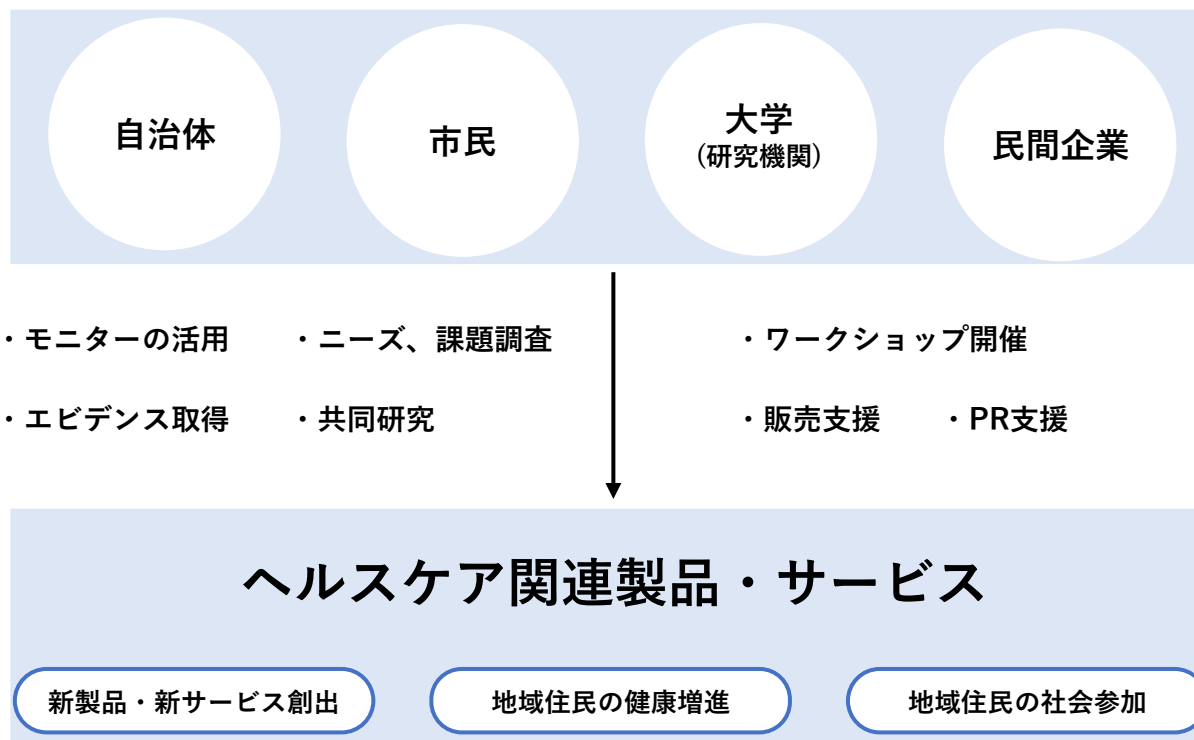 自治体
市民
大学
(研究機関)
民間企業
・モニターの活用
・ニーズ、課題調査
・ワークショップ開催
・エビデンス取得
・共同研究
・販売支援
・PR支援
ヘルスケア関連製品・サービス
新製品・新サービス創出
地域住民の健康増進
地域住民の社会参加